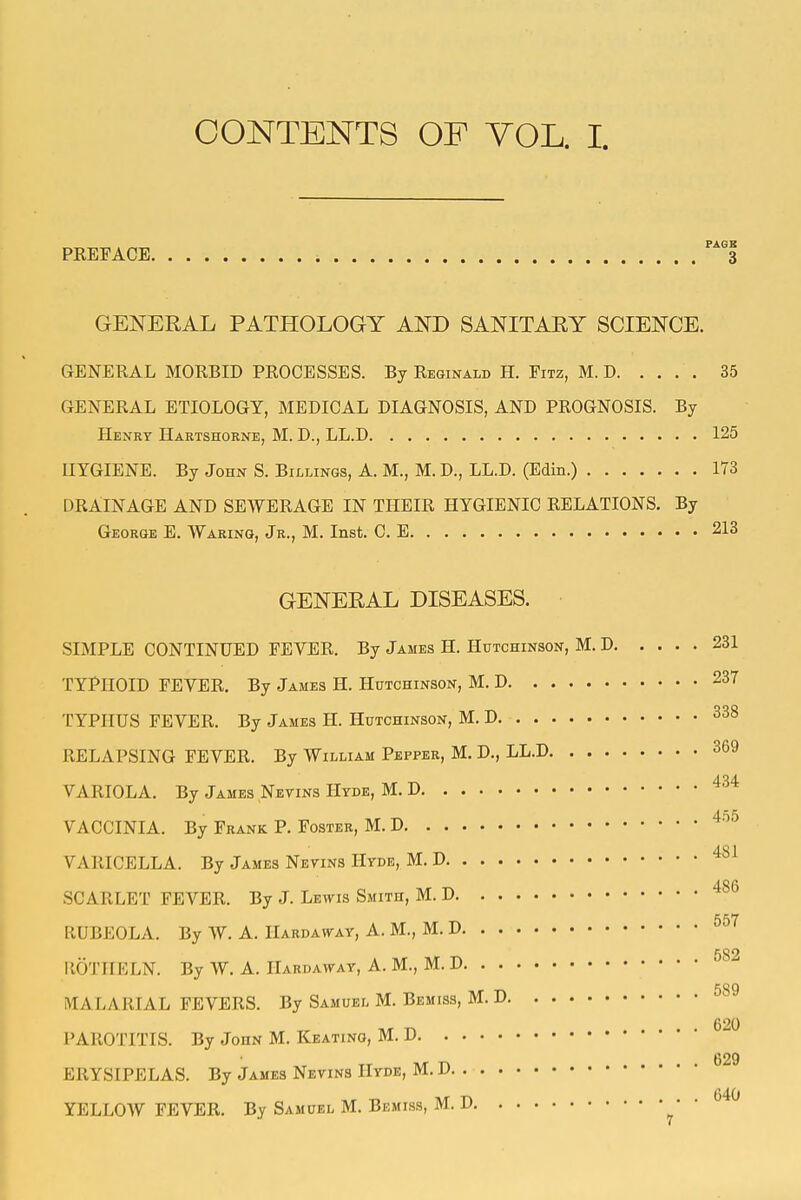 CONTENTS OF VOL. I.
PAGE
PREFACE. . . . . . . . . . . . . . . . . . . . . . . . . . . . . . . . . 3
GENERAL PATHOLOGY AND SANITARY SCIENCE.
GENERAL MORBID PROCESSES. By Reginald H. Fitz, M. D. . . . . 35
GENERAL ETIOLOGY, MEDICAL DIAGNOSIS, AND PROGNOSIS. By
Henry Hartshorne, M. D., LL.D. . . . . . . . . . . . . . . . . . . 125
HYGIENE. By John S. Billings, A. M., M. D., LL.D. (Edin.) . . . . . . . 173
DRAINAGE AND SEWERAGE IN THEIR HYGIENIC RELATIONS. By
George E. Waring, Jr., M. Inst. C. E. . . . . . . . . . . . . . . . . 213
GENERAL DISEASES.
SIMPLE CONTINUED FEVER. By James H. Hutchinson, M. D. . . . . 231
TYPHOID FEVER. By James H. Hutchinson, M. D. . . . . . . . . . . 237
TYPHUS FEVER. By James H. Hutchinson, M. D. . . . . . . . . . . . 338
RELAPSING FEVER. By William Pepper, M. D., LL.D. . . . . . . . . 369
VARIOLA. By James Nevins Hyde, M. D. . . . . . . . . . . . . . . . 434
VACCINIA. By Frank P. Foster, M. D. . . . . . . . . . . . . . . . . 455
VARICELLA. By James Nevins Hyde, M. D. . . . . . . . . . . . . . . 481
SCARLET FEVER. By J. Lewis Smith, M. D. . . . . . . . . . . . . . 486
RUBEOLA. By W. A. Hardaway, A. M., M. D. . . . . . . . . . . . . . 557
RÖTHELN. By W. A. Hardaway, A. M., M. D. . . . . . . . . . . . . . 582
MALARIAL FEVERS. By Samuel M. Bemiss, M. D. . . . . . . . . . . 589
PAROTITIS. By John M. Keating, M. D. . . . . . . . . . . . . . . . 620
ERYSIPELAS. By James Nevins Hyde, M. D. . . . . . . . . . . . . . . 629
YELLOW FEVER. By Samuel M. Bemiss, M. D. . . . . . . . . . . . . 640
7